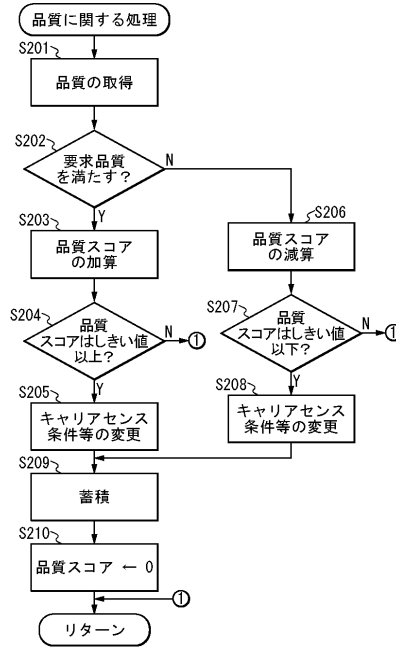 品質に関する処理
S201
品質の取得
S202
要求品質
を満たす？
N
Y
S203
品質スコア
の加算
S206
品質スコア
の減算
S204
品質
スコアはしきい値
以上？
N
①
Y
S207
品質
スコアはしきい値
以下？
N
①
Y
S205
キャリアセンス
条件等の変更
S208
キャリアセンス
条件等の変更
S209
蓄積
S210
品質スコア ← 0
①
リターン